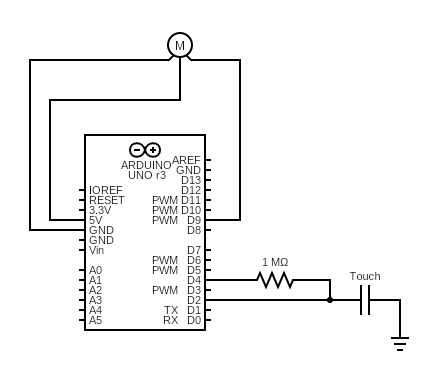 M
ARDUINO
UNO r3
AREF
GND
D13
D12
IOREF
RESET
PWM D11
3.3V
PWM D10
5V
PWM D9
GND
D8
GND
Vin
D7
PWM D6
A0
PWM D5
A1
D4
A2
PWM D3
A3
D2
A4
TX D1
A5
RX D0
1 MΩ
Touch